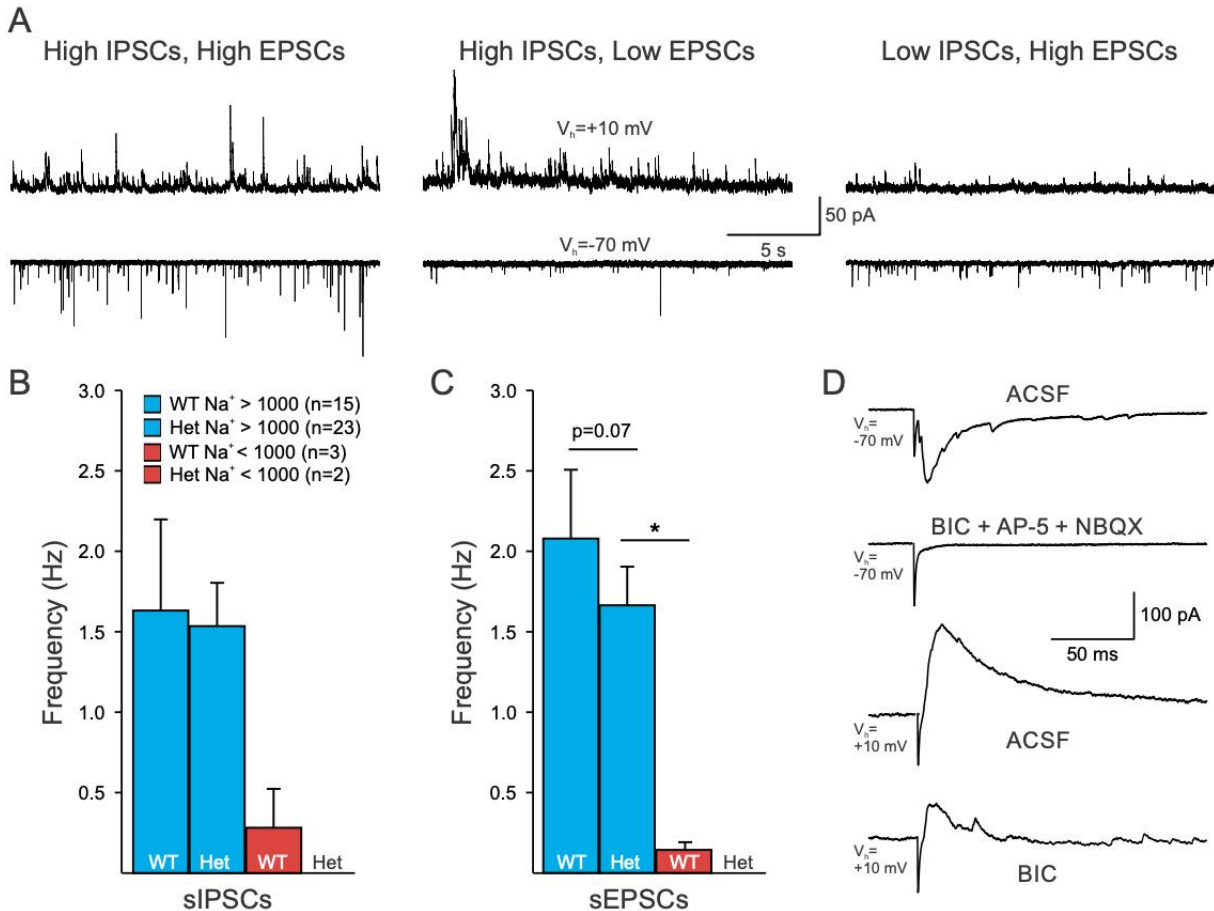 A
High IPSCs, High EPSCs
High IPSCs, Low EPSCs
Low IPSCs, High EPSCs
Vh=+10 mV
50 pA
5 s
Vh=-70 mV
B
3.0
2.5
2.0
1.5
1.0
0.5
Frequency (Hz)
WT Na+ > 1000 (n=15)
Het Na+ > 1000 (n=23)
WT Na+ < 1000 (n=3)
Het Na+ < 1000 (n=2)
WT
Het
WT
Het
sIPSCs
C
3.0
2.5
2.0
1.5
1.0
0.5
Frequency (Hz)
p=0.07
*
WT
Het
WT
Het
sEPSCs
D
ACSF
Vh=
-70 mV
BIC + AP-5 + NBQX
Vh=
-70 mV
100 pA
50 ms
Vh=
+10 mV
ACSF
Vh=
+10 mV
BIC